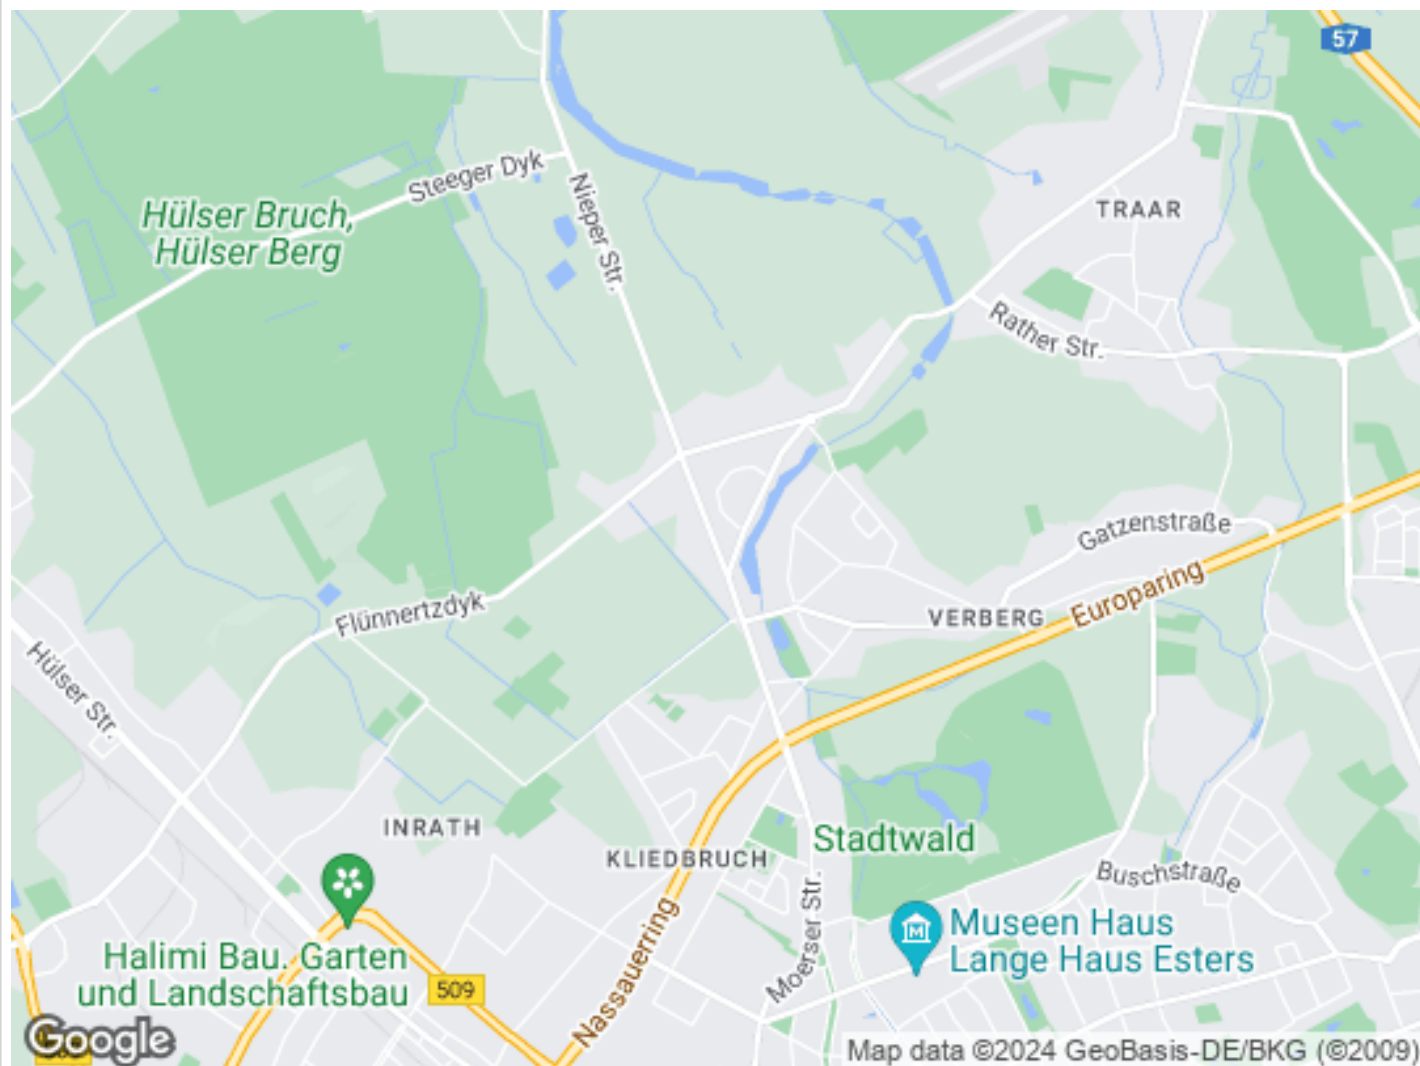 57
Steeger Dyk
Nieper Str.
Hülser Bruch,
Hülser Berg
TRAAR
Rather Str.
Gatzenstraße
Europaring
VERBERG
Flünnertzdyk
Hülser Str.
INRATH
KLIEDBRUCH
Stadtwald
Buschstraße
Moerser Str.
Museen Haus
Lange Haus Esters
Halimi Bau. Garten
und Landschaftsbau
509
Nassauerring
Google
Map data ©2024 GeoBasis-DE/BKG (©2009)